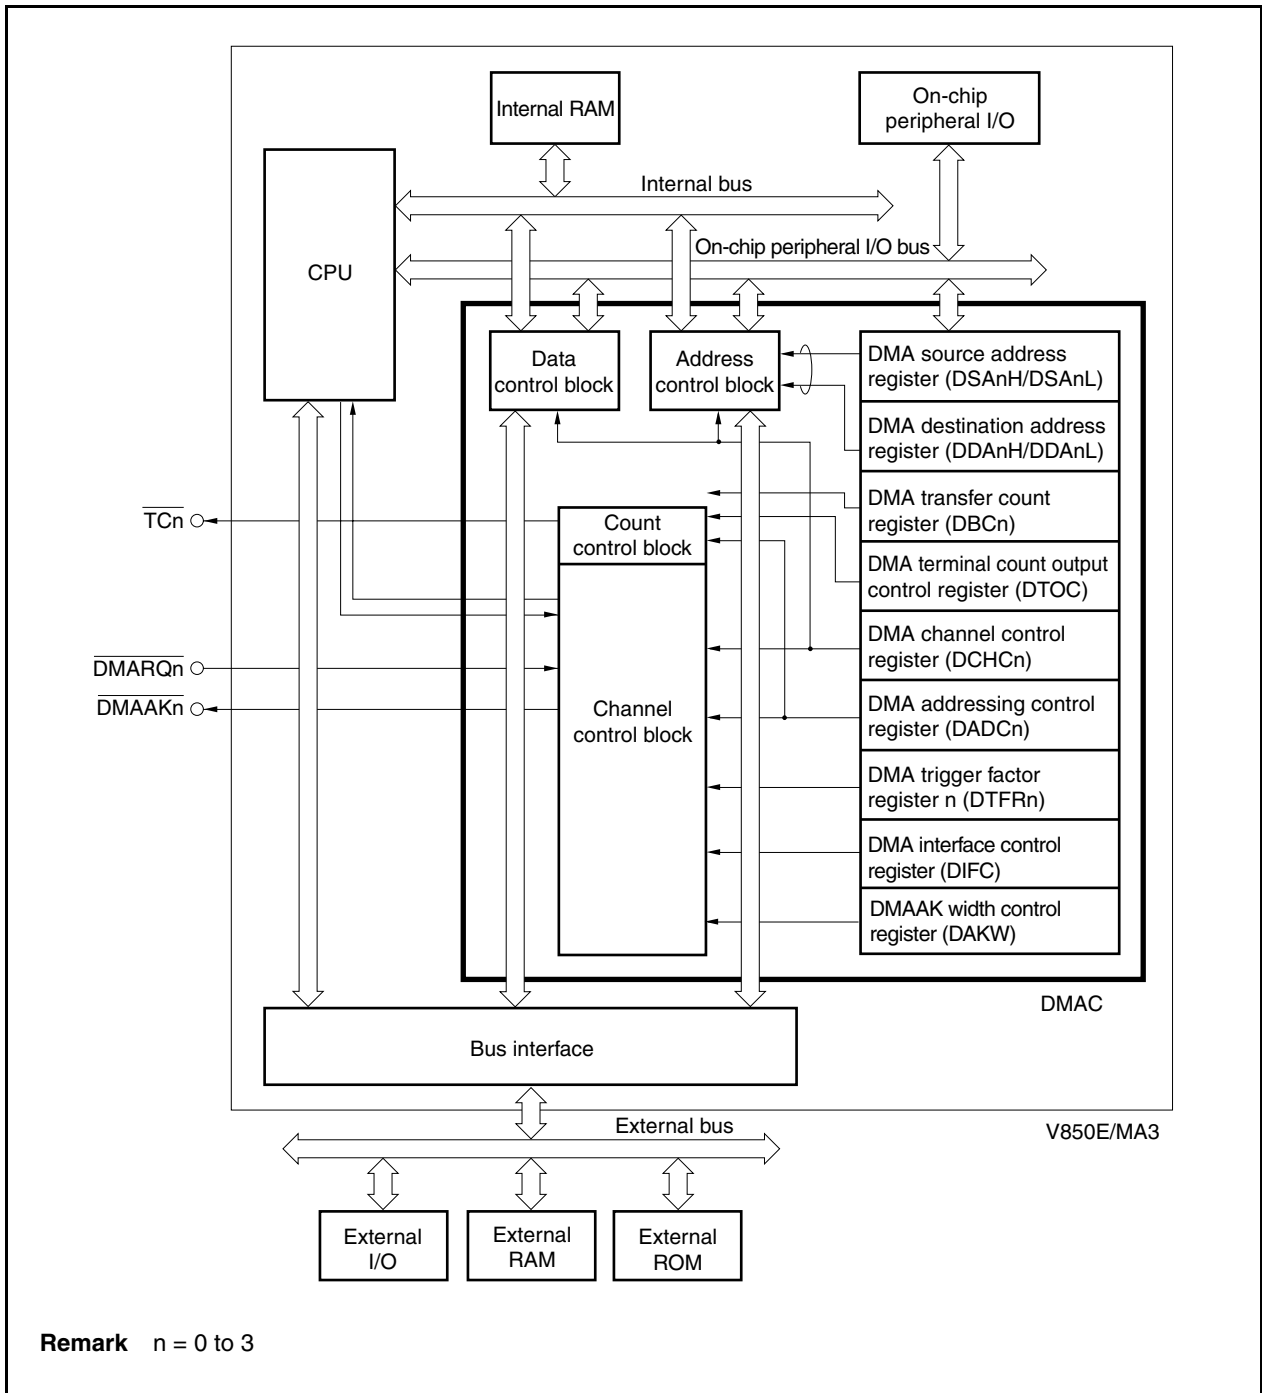 Internal RAM
On-chip
peripheral I/O
Internal bus
On-chip peripheral I/O bus
CPU
Data
control block
Address
control block
DMA source address
register (DSAnH/DSAnL)
DMA destination address
register (DDAnH/DDAnL)
DMA transfer count
register (DBCn)
DMA terminal count output
control register (DTOC)
DMA channel control
register (DCHCn)
DMA addressing control
register (DADCn)
DMA trigger factor
register n (DTFRn)
DMA interface control
register (DIFC)
DMAAK width control
register (DAKW)
Count
control block
Channel
control block
TCn
DMARQn
DMAAKn
DMAC
Bus interface
External bus
V850E/MA3
External
I/O
External
RAM
External
ROM
Remark n = 0 to 3